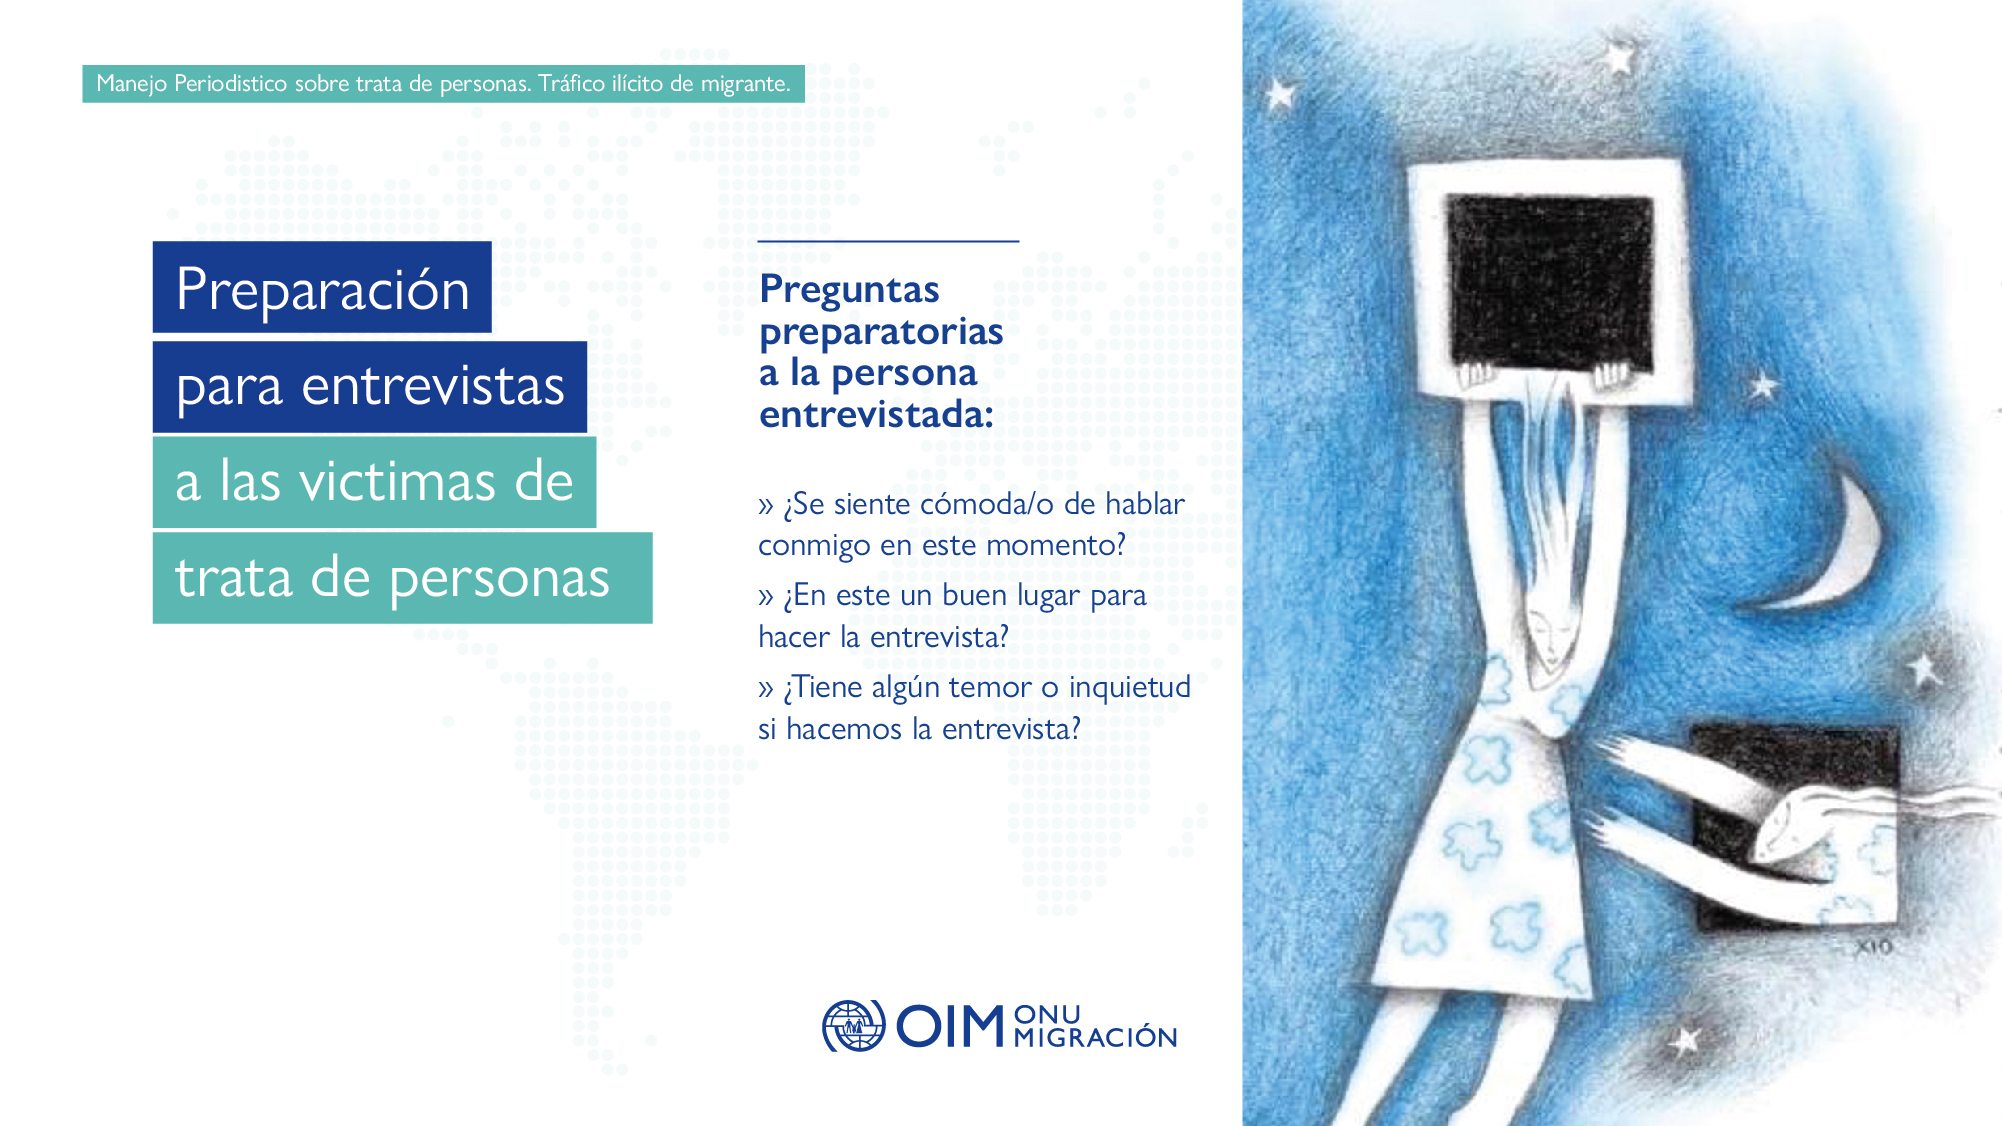 Manejo Periodistico sobre trata de personas. Tráfico ilícito de migrante.
Preparación
para entrevistas
a las victimas de
trata de personas
Preguntas
preparatorias
a la persona
entrevistada:
» ¿Se siente cómoda/o de hablar
conmigo en este momento?
» ¿En este un buen lugar para
hacer la entrevista?
» ¿Tiene algún temor o inquietud
si hacemos la entrevista?
OIM ONU
MIGRACIÓN
XIO